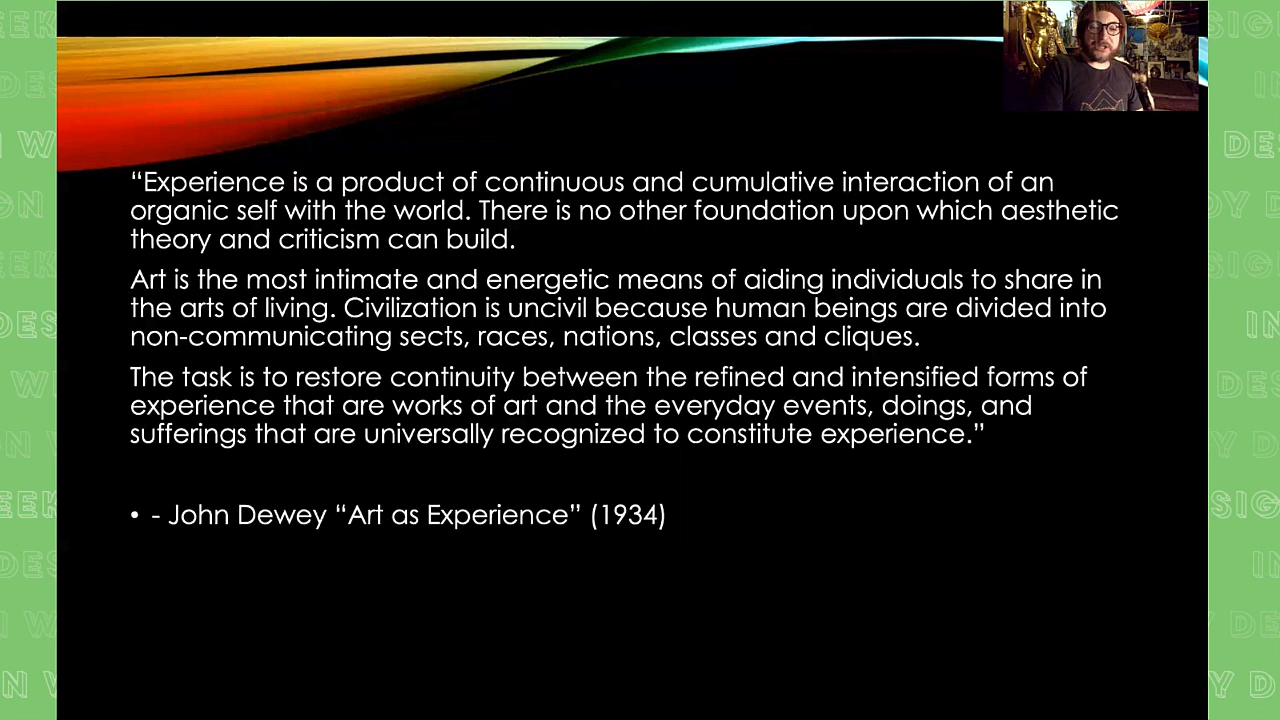 “Experience is a product of continuous and cumulative interaction of an
organic self with the world. There is no other foundation upon which aesthetic
theory and criticism can build.
Art is the most intimate and energetic means of aiding individuals to share in
the arts of living. Civilization is uncivil because human beings are divided into
non-communicating sects, races, nations, classes and cliques.
The task is to restore continuity between the refined and intensified forms of
experience that are works of art and the everyday events, doings, and
sufferings that are universally recognized to constitute experience.”
• - John Dewey “Art as Experience” (1934)